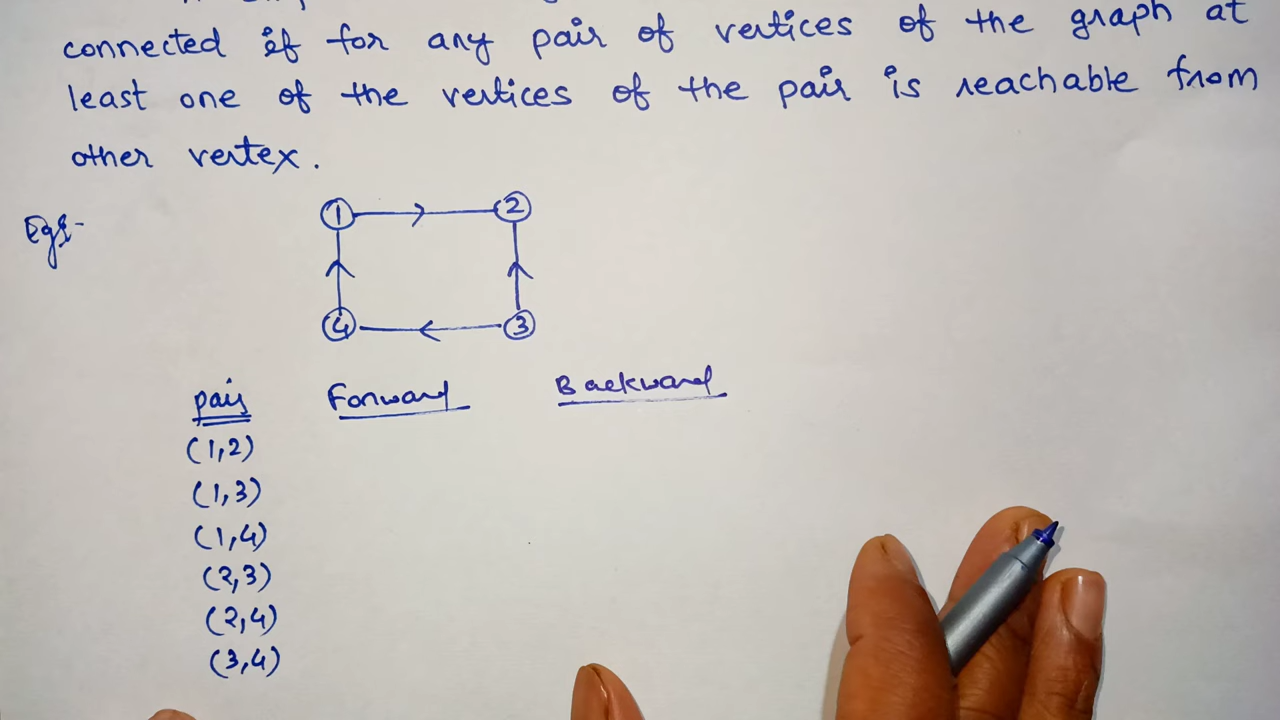 connected if for any pair of vertices of the graph at
least one of the vertices of the pair is reachable from
other vertex.
Eg:-
1 2
4 3
pair Forward Backward
(1,2)
(1,3)
(1,4)
(2,3)
(2,4)
(3,4)